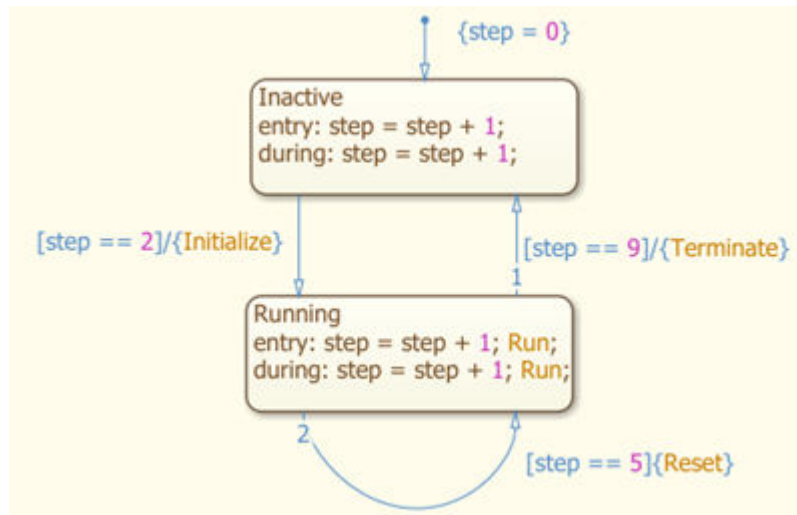 {step = 0}
Inactive
entry: step = step + 1;
during: step = step + 1;
[step == 2]/{Initialize}
[step == 9]/{Terminate}
1
Running
entry: step = step + 1; Run;
during: step = step + 1; Run;
2
[step == 5]{Reset}